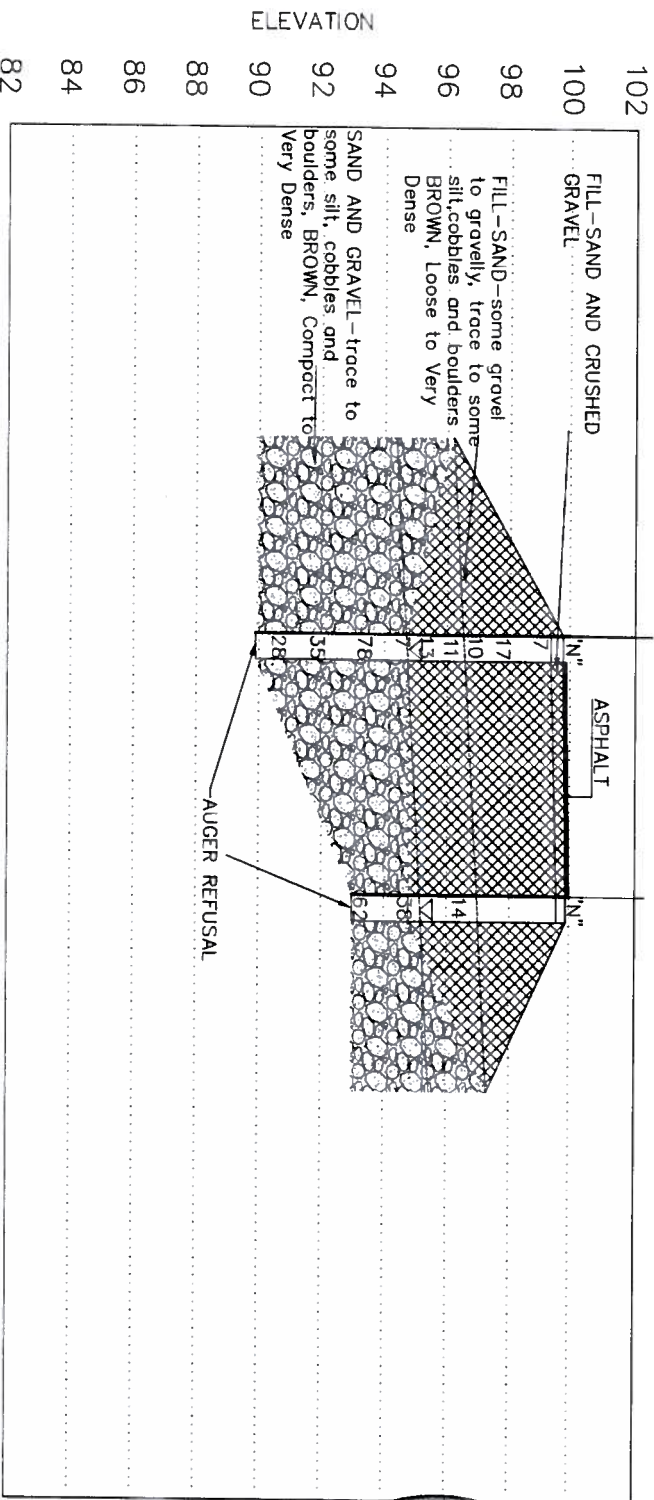 ELEVATION
102
100
98
96
94
92
90
88
86
84
82
FILL-SAND AND CRUSHED
GRAVEL
FILL-SAND-some gravel
to gravelly, trace to some
silt,cobbles and boulders
BROWN, Loose to Very
Dense
SAND AND GRAVEL-trace to
some silt, cobbles and
boulders, BROWN, Compact to
Very Dense
"N"
7
17
10
11
13
78
35
28
ASPHALT
"N"
14
38
62
AUGER REFUSAL